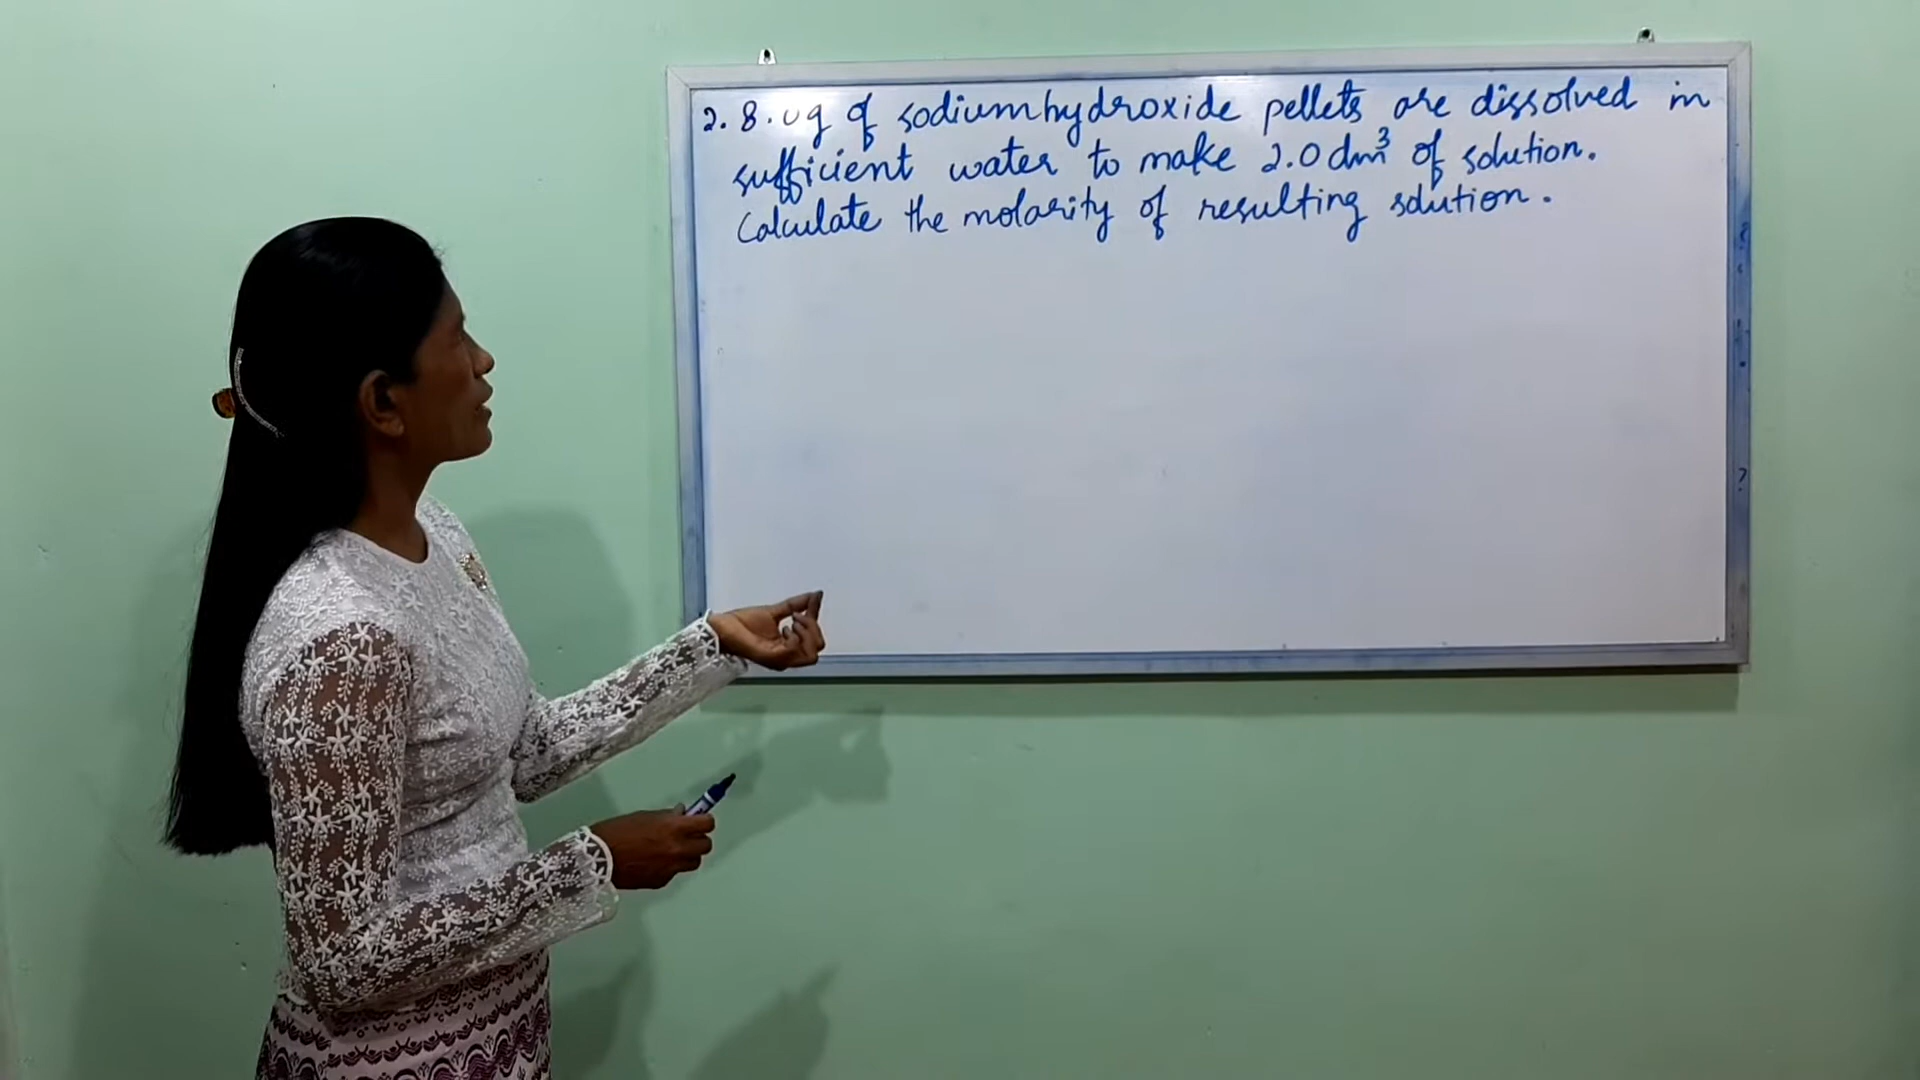 2. 8.0g of sodium hydroxide pellets are dissolved in
sufficient water to make 2.0 dm³ of solution.
Calculate the molarity of resulting solution.